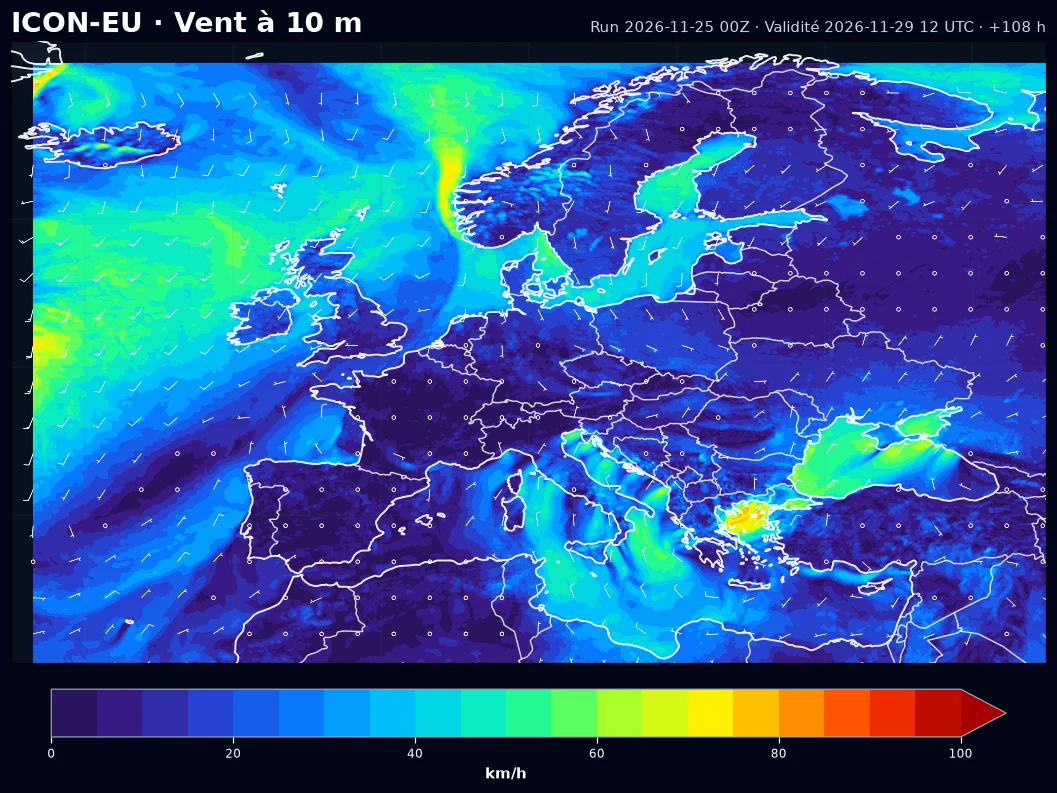 ICON-EU · Vent à 10 m
Run 2026-11-25 00Z · Validité 2026-11-29 12 UTC · +108 h
0 20 40 60 80 100
km/h